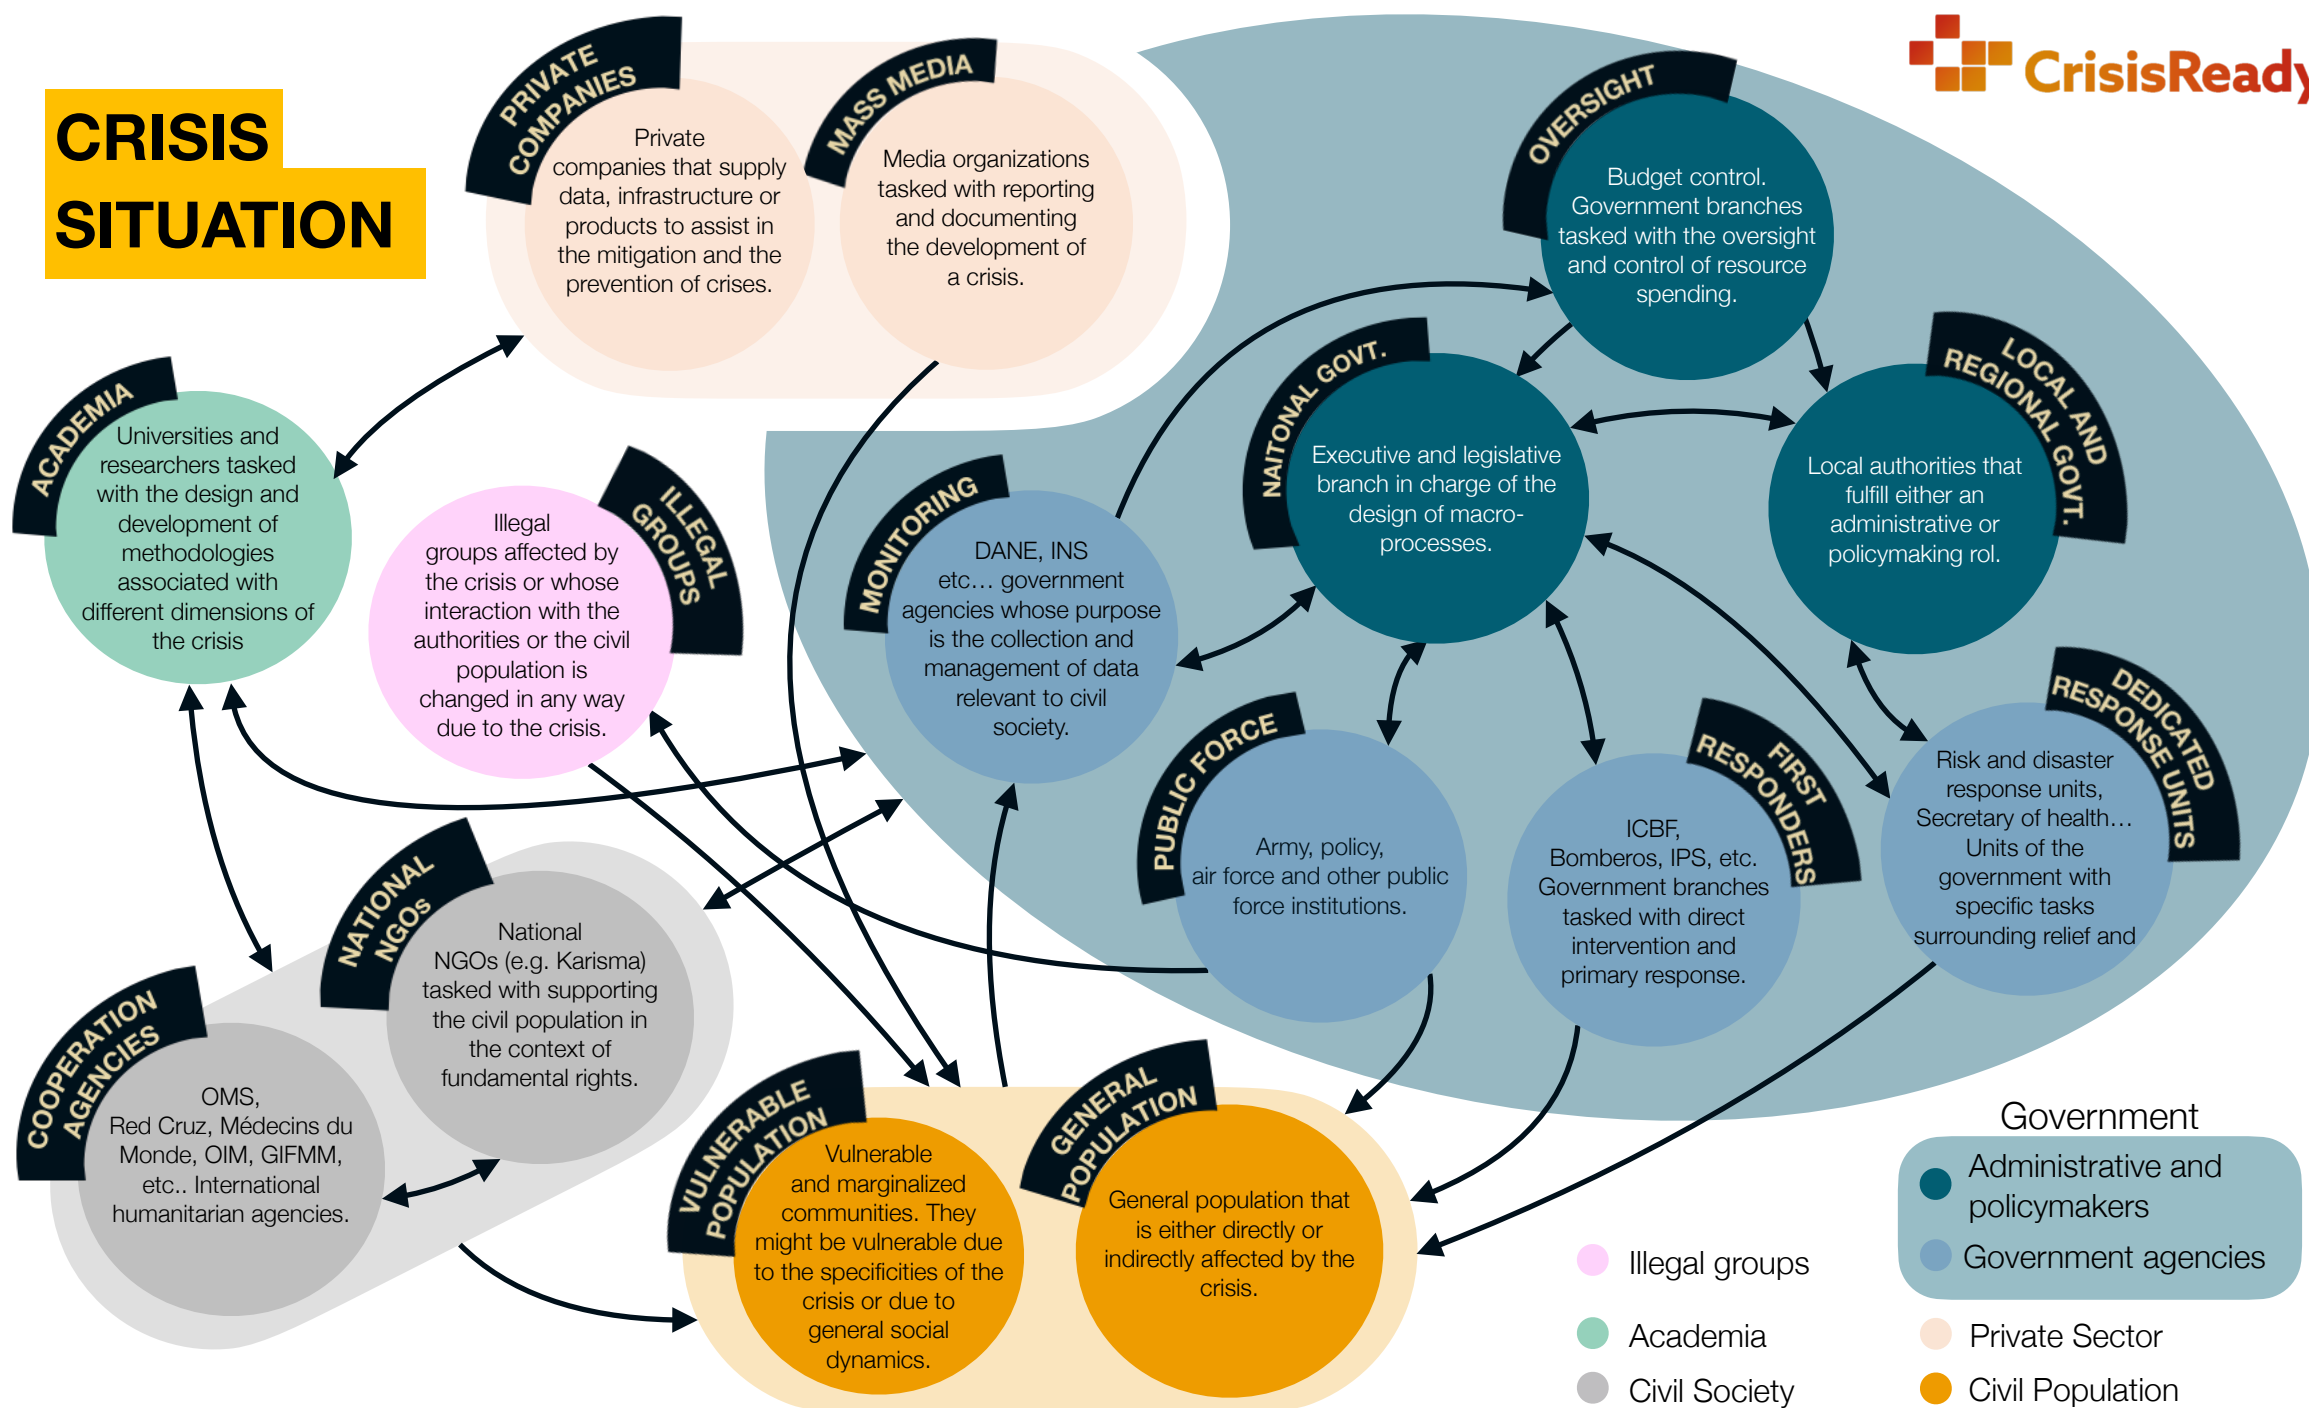 CRISIS
SITUATION
PRIVATE
COMPANIES
Private
companies that supply
data, infrastructure or
products to assist in
the mitigation and the
prevention of crises.
MASS MEDIA
Media organizations
tasked with reporting
and documenting
the development of
a crisis.
OVERSIGHT
Budget control.
Government branches
tasked with the oversight
and control of resource
spending.
CrisisReady
ACADEMIA
Universities and
researchers tasked
with the design and
development of
methodologies
associated with
different dimensions of
the crisis
ILLEGAL
GROUPS
Illegal
groups affected by
the crisis or whose
interaction with the
authorities or the civil
population is
changed in any way
due to the crisis.
MONITORING
DANE, INS
etc... government
agencies whose purpose
is the collection and
management of data
relevant to civil
society.
NAITONAL GOVT.
Executive and legislative
branch in charge of the
design of macro-
processes.
LOCAL AND
REGIONAL GOVT.
Local authorities that
fulfill either an
administrative or
policymaking rol.
PUBLIC FORCE
Army, policy,
air force and other public
force institutions.
FIRST
RESPONDERS
ICBF,
Bomberos, IPS, etc.
Government branches
tasked with direct
intervention and
primary response.
DEDICATED
RESPONSE UNITS
Risk and disaster
response units,
Secretary of health...
Units of the
government with
specific tasks
surrounding relief and
NATIONAL
NGOs
National
NGOs (e.g. Karisma)
tasked with supporting
the civil population in
the context of
fundamental rights.
COOPERATION
AGENCIES
OMS,
Red Cruz, Médecins du
Monde, OIM, GIFMM,
etc.. International
humanitarian agencies.
VULNERABLE
POPULATION
Vulnerable
and marginalized
communities. They
might be vulnerable due
to the specificities of the
crisis or due to
general social
dynamics.
GENERAL
POPULATION
General population that
is either directly or
indirectly affected by the
crisis.
Government
Administrative and
policymakers
Government agencies
Illegal groups
Academia
Private Sector
Civil Society
Civil Population